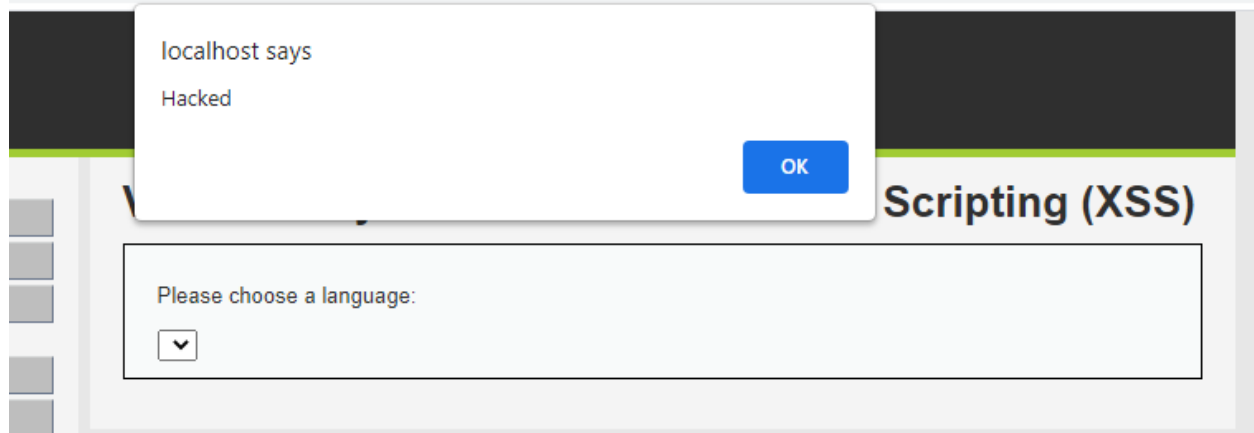 localhost says
Hacked
OK
Scripting (XSS)
Please choose a language: